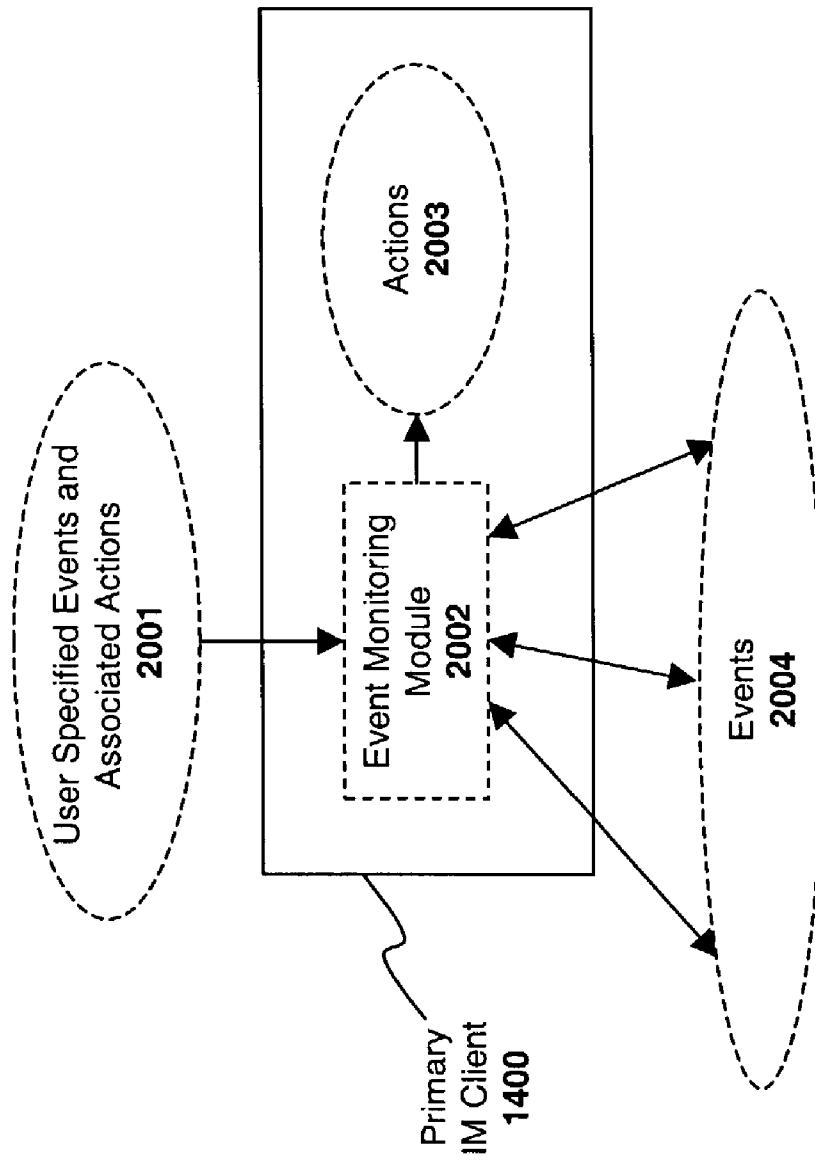 User Specified Events and
Associated Actions
2001
Event Monitoring
Module
2002
Actions
2003
Primary
IM Client
1400
Events
2004